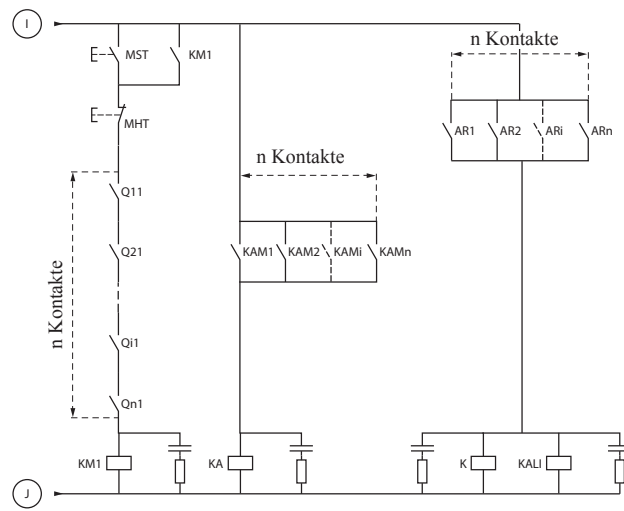 I
MST
KM1
n Kontakte
MHT
AR1
AR2
ARi
ARn
n Kontakte
Q11
Q21
KAM1
KAM2
KAMi
KAMn
n Kontakte
Qi1
Qn1
KM1
KA
K
KALI
J